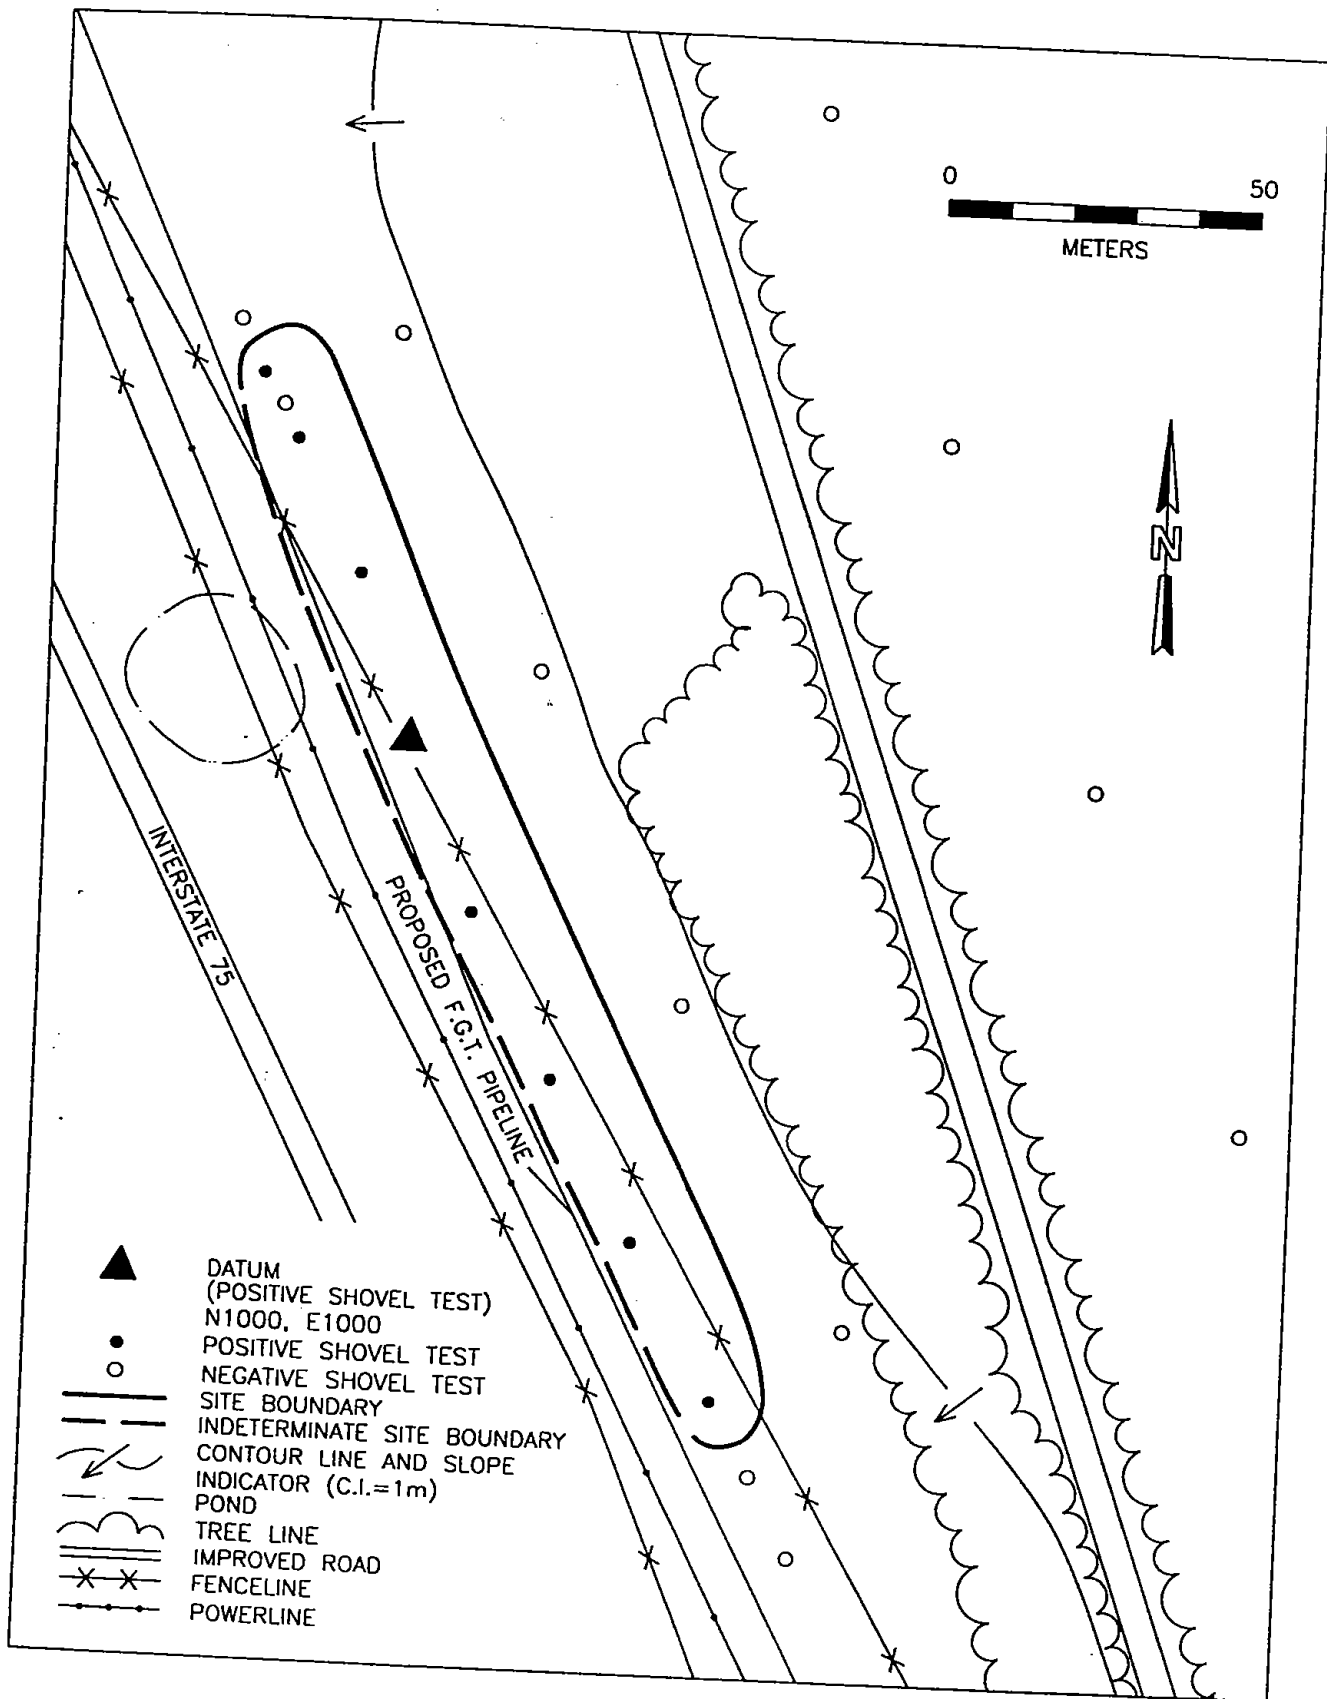 0 50
METERS
N
INTERSTATE 75
PROPOSED F.G.T. PIPELINE
DATUM
(POSITIVE SHOVEL TEST)
N1000, E1000
POSITIVE SHOVEL TEST
NEGATIVE SHOVEL TEST
SITE BOUNDARY
INDETERMINATE SITE BOUNDARY
CONTOUR LINE AND SLOPE
INDICATOR (C.I.=1m)
POND
TREE LINE
IMPROVED ROAD
FENCELINE
POWERLINE